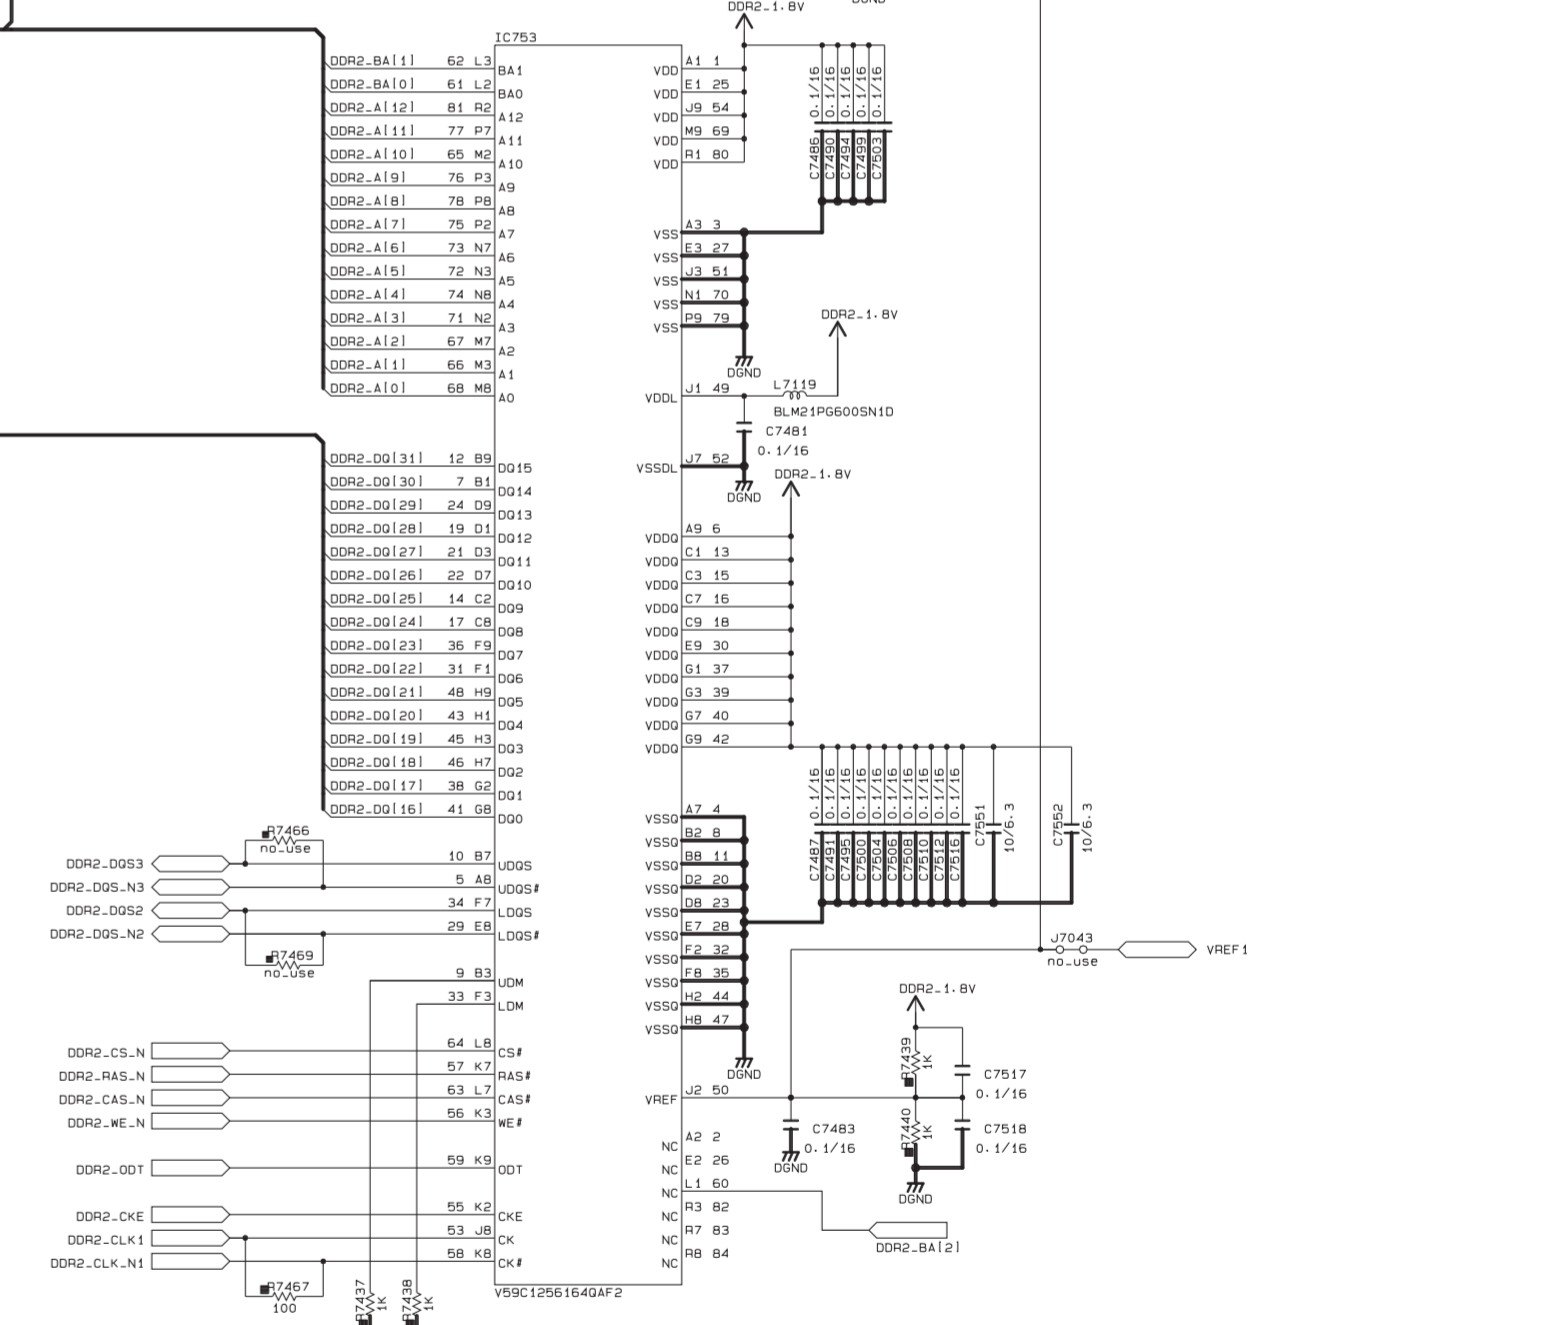 DDR2_1.8V
DGND
IC753
DDR2_BA[1] 62 L3 BA1
DDR2_BA[0] 61 L2 BA0
DDR2_A[12] 81 R2 A12
DDR2_A[11] 77 P7 A11
DDR2_A[10] 65 M2 A10
DDR2_A[9] 76 P3 A9
DDR2_A[8] 78 P8 A8
DDR2_A[7] 75 P2 A7
DDR2_A[6] 73 N7 A6
DDR2_A[5] 72 N3 A5
DDR2_A[4] 74 N8 A4
DDR2_A[3] 71 N2 A3
DDR2_A[2] 67 M7 A2
DDR2_A[1] 66 M3 A1
DDR2_A[0] 68 M8 A0
DDR2_DQ[31] 12 B9 DQ15
DDR2_DQ[30] 7 B1 DQ14
DDR2_DQ[29] 24 D9 DQ13
DDR2_DQ[28] 19 D1 DQ12
DDR2_DQ[27] 21 D3 DQ11
DDR2_DQ[26] 22 D7 DQ10
DDR2_DQ[25] 14 C2 DQ9
DDR2_DQ[24] 17 C8 DQ8
DDR2_DQ[23] 36 F9 DQ7
DDR2_DQ[22] 31 F1 DQ6
DDR2_DQ[21] 48 H9 DQ5
DDR2_DQ[20] 43 H1 DQ4
DDR2_DQ[19] 45 H3 DQ3
DDR2_DQ[18] 46 H7 DQ2
DDR2_DQ[17] 38 G2 DQ1
DDR2_DQ[16] 41 G8 DQ0
R7466
no_use
DDR2_DQS3 10 B7 UDQS
DDR2_DQS_N3 5 A8 UDQS#
DDR2_DQS2 34 F7 LDQS
DDR2_DQS_N2 29 E8 LDQS#
R7469
no_use
9 B3 UDM
33 F3 LDM
DDR2_CS_N 64 L8 CS#
DDR2_RAS_N 57 K7 RAS#
DDR2_CAS_N 63 L7 CAS#
DDR2_WE_N 56 K3 WE#
DDR2_ODT 59 K9 ODT
DDR2_CKE 55 K2 CKE
DDR2_CLK1 53 J8 CK
DDR2_CLK_N1 58 K8 CK#
R7467
100
R7437
1K
R7438
1K
V59C1256164QAF2
VDD A1 1
VDD E1 25
VDD J9 54
VDD M9 69
VDD R1 80
0.1/16
0.1/16
0.1/16
0.1/16
0.1/16
C7486
C7490
C7494
C7499
C7503
VSS A3 3
VSS E3 27
VSS J3 51
VSS N1 70
VSS P9 79
DGND
DDR2_1.8V
VDDL J1 49
L7119
BLM21PG600SN1D
C7481
0.1/16
VSSDL J7 52
DGND
DDR2_1.8V
VDDQ A9 6
VDDQ C1 13
VDDQ C3 15
VDDQ C7 16
VDDQ C9 18
VDDQ E9 30
VDDQ G1 37
VDDQ G3 39
VDDQ G7 40
VDDQ G9 42
0.1/16
0.1/16
0.1/16
0.1/16
0.1/16
0.1/16
0.1/16
0.1/16
0.1/16
0.1/16
C7487
C7491
C7495
C7500
C7504
C7506
C7508
C7510
C7512
C7516
C7551
10/6.3
C7552
10/6.3
VSSQ A7 4
VSSQ B2 8
VSSQ B8 11
VSSQ D2 20
VSSQ D8 23
VSSQ E7 28
VSSQ F2 32
VSSQ F8 35
VSSQ H2 44
VSSQ H8 47
DGND
J7043
no_use
VREF1
DDR2_1.8V
R7439
1K
C7517
0.1/16
VREF J2 50
C7483
0.1/16
DGND
R7440
1K
C7518
0.1/16
DGND
NC A2 2
NC E2 26
NC L1 60
NC R3 82
NC R7 83
NC R8 84
DDR2_BA[2]